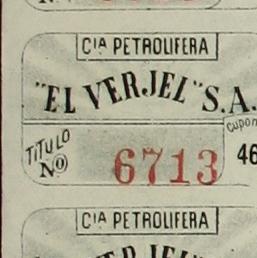 CIA PETROLIFERA
"EL VERJEL" S.A.
TITULO
Nº 6713
Cupon
46
CIA PETROLIFERA